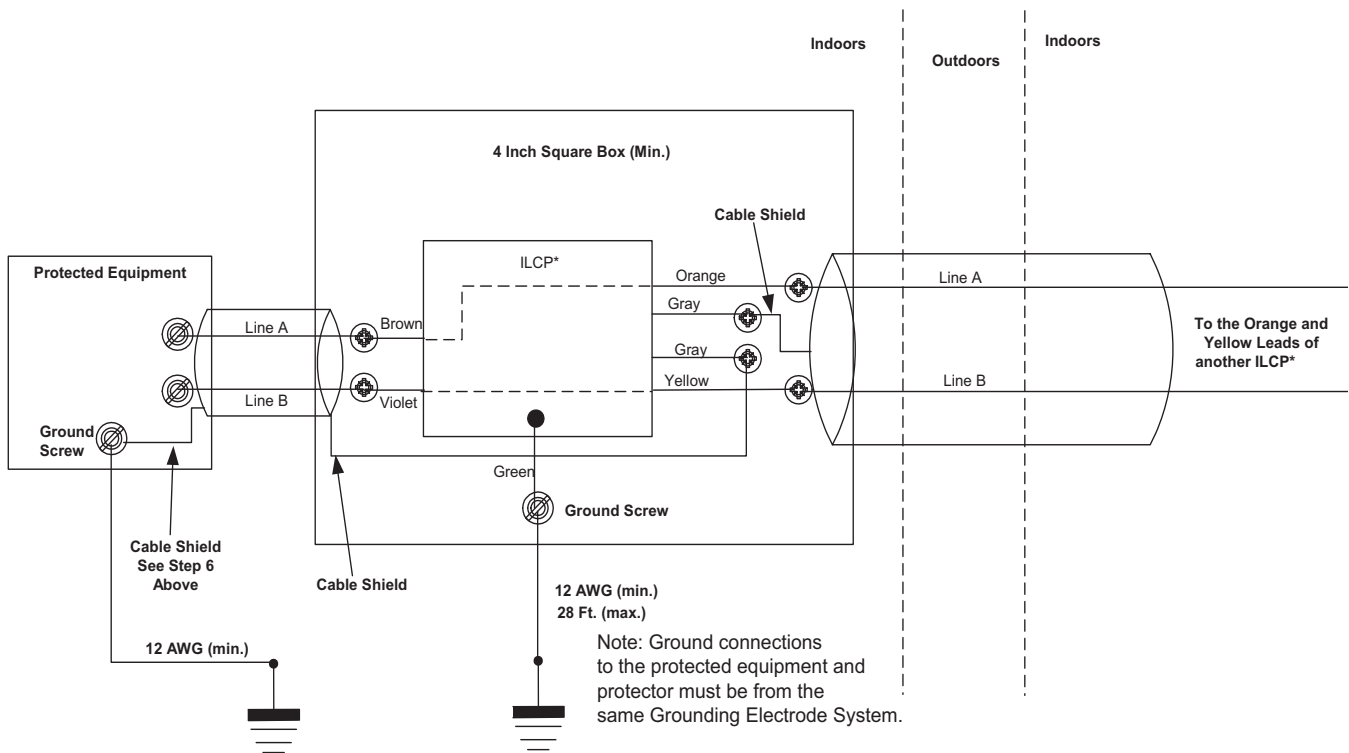 Indoors
Outdoors
Indoors
4 Inch Square Box (Min.)
Cable Shield
Protected Equipment
ILCP*
Orange
Line A
Gray
Line A
Brown
To the Orange and
Yellow Leads of
another ILCP*
Gray
Yellow
Line B
Line B
Violet
Ground
Screw
Green
Ground Screw
Cable Shield
See Step 6
Above
Cable Shield
12 AWG (min.)
28 Ft. (max.)
12 AWG (min.)
Note: Ground connections
to the protected equipment and
protector must be from the
same Grounding Electrode System.